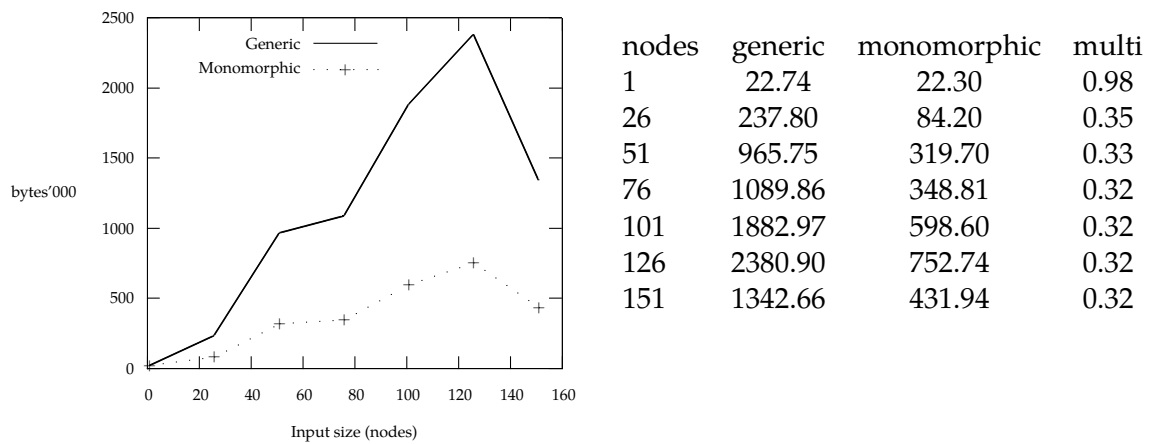 2500
2000
1500
1000
500
0
bytes'000
Generic
Monomorphic
0 20 40 60 80 100 120 140 160
Input size (nodes)
nodes generic monomorphic multi
1 22.74 22.30 0.98
26 237.80 84.20 0.35
51 965.75 319.70 0.33
76 1089.86 348.81 0.32
101 1882.97 598.60 0.32
126 2380.90 752.74 0.32
151 1342.66 431.94 0.32